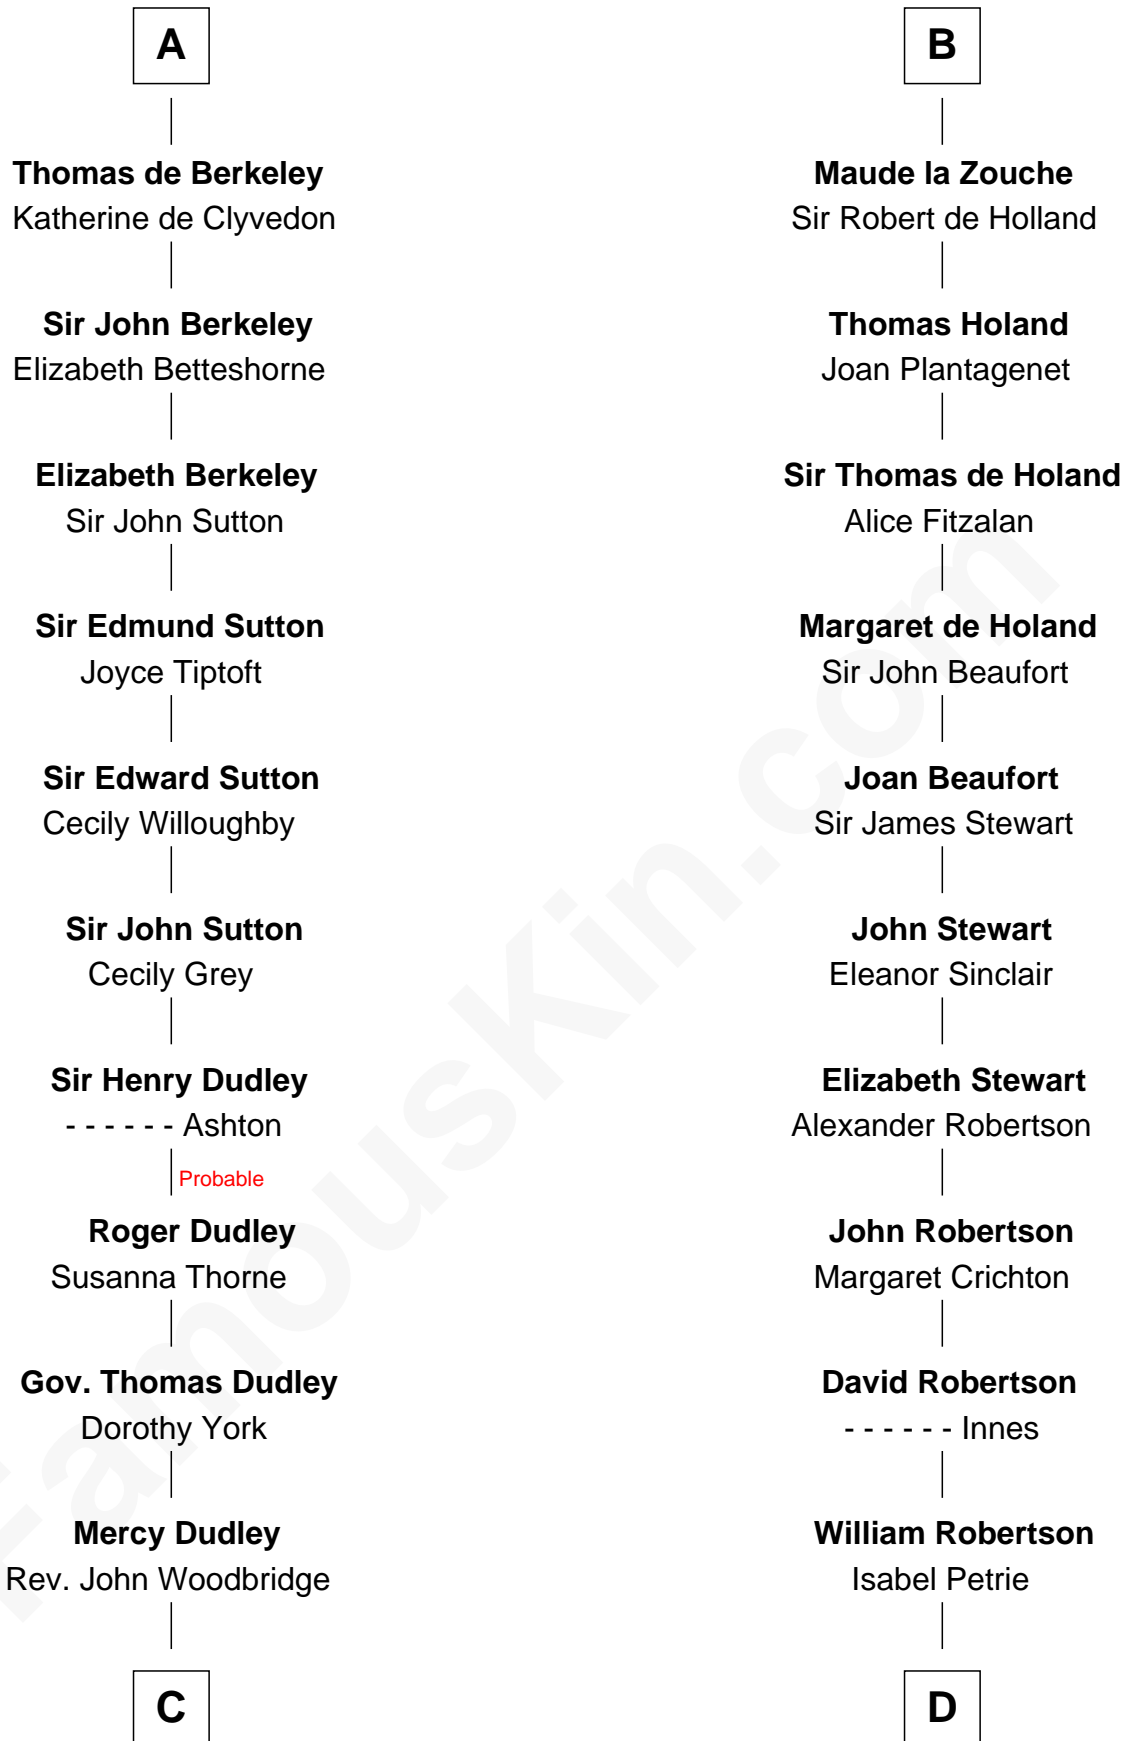 A
Thomas de Berkeley
Katherine de Clyvedon
Sir John Berkeley
Elizabeth Betteshorne
Elizabeth Berkeley
Sir John Sutton
Sir Edmund Sutton
Joyce Tiptoft
Sir Edward Sutton
Cecily Willoughby
Sir John Sutton
Cecily Grey
Sir Henry Dudley
- - - - - - Ashton
Probable
Roger Dudley
Susanna Thorne
Gov. Thomas Dudley
Dorothy York
Mercy Dudley
Rev. John Woodbridge
C
B
Maude la Zouche
Sir Robert de Holland
Thomas Holand
Joan Plantagenet
Sir Thomas de Holand
Alice Fitzalan
Margaret de Holand
Sir John Beaufort
Joan Beaufort
Sir James Stewart
John Stewart
Eleanor Sinclair
Elizabeth Stewart
Alexander Robertson
John Robertson
Margaret Crichton
David Robertson
- - - - - - Innes
William Robertson
Isabel Petrie
D
FamousKin.com